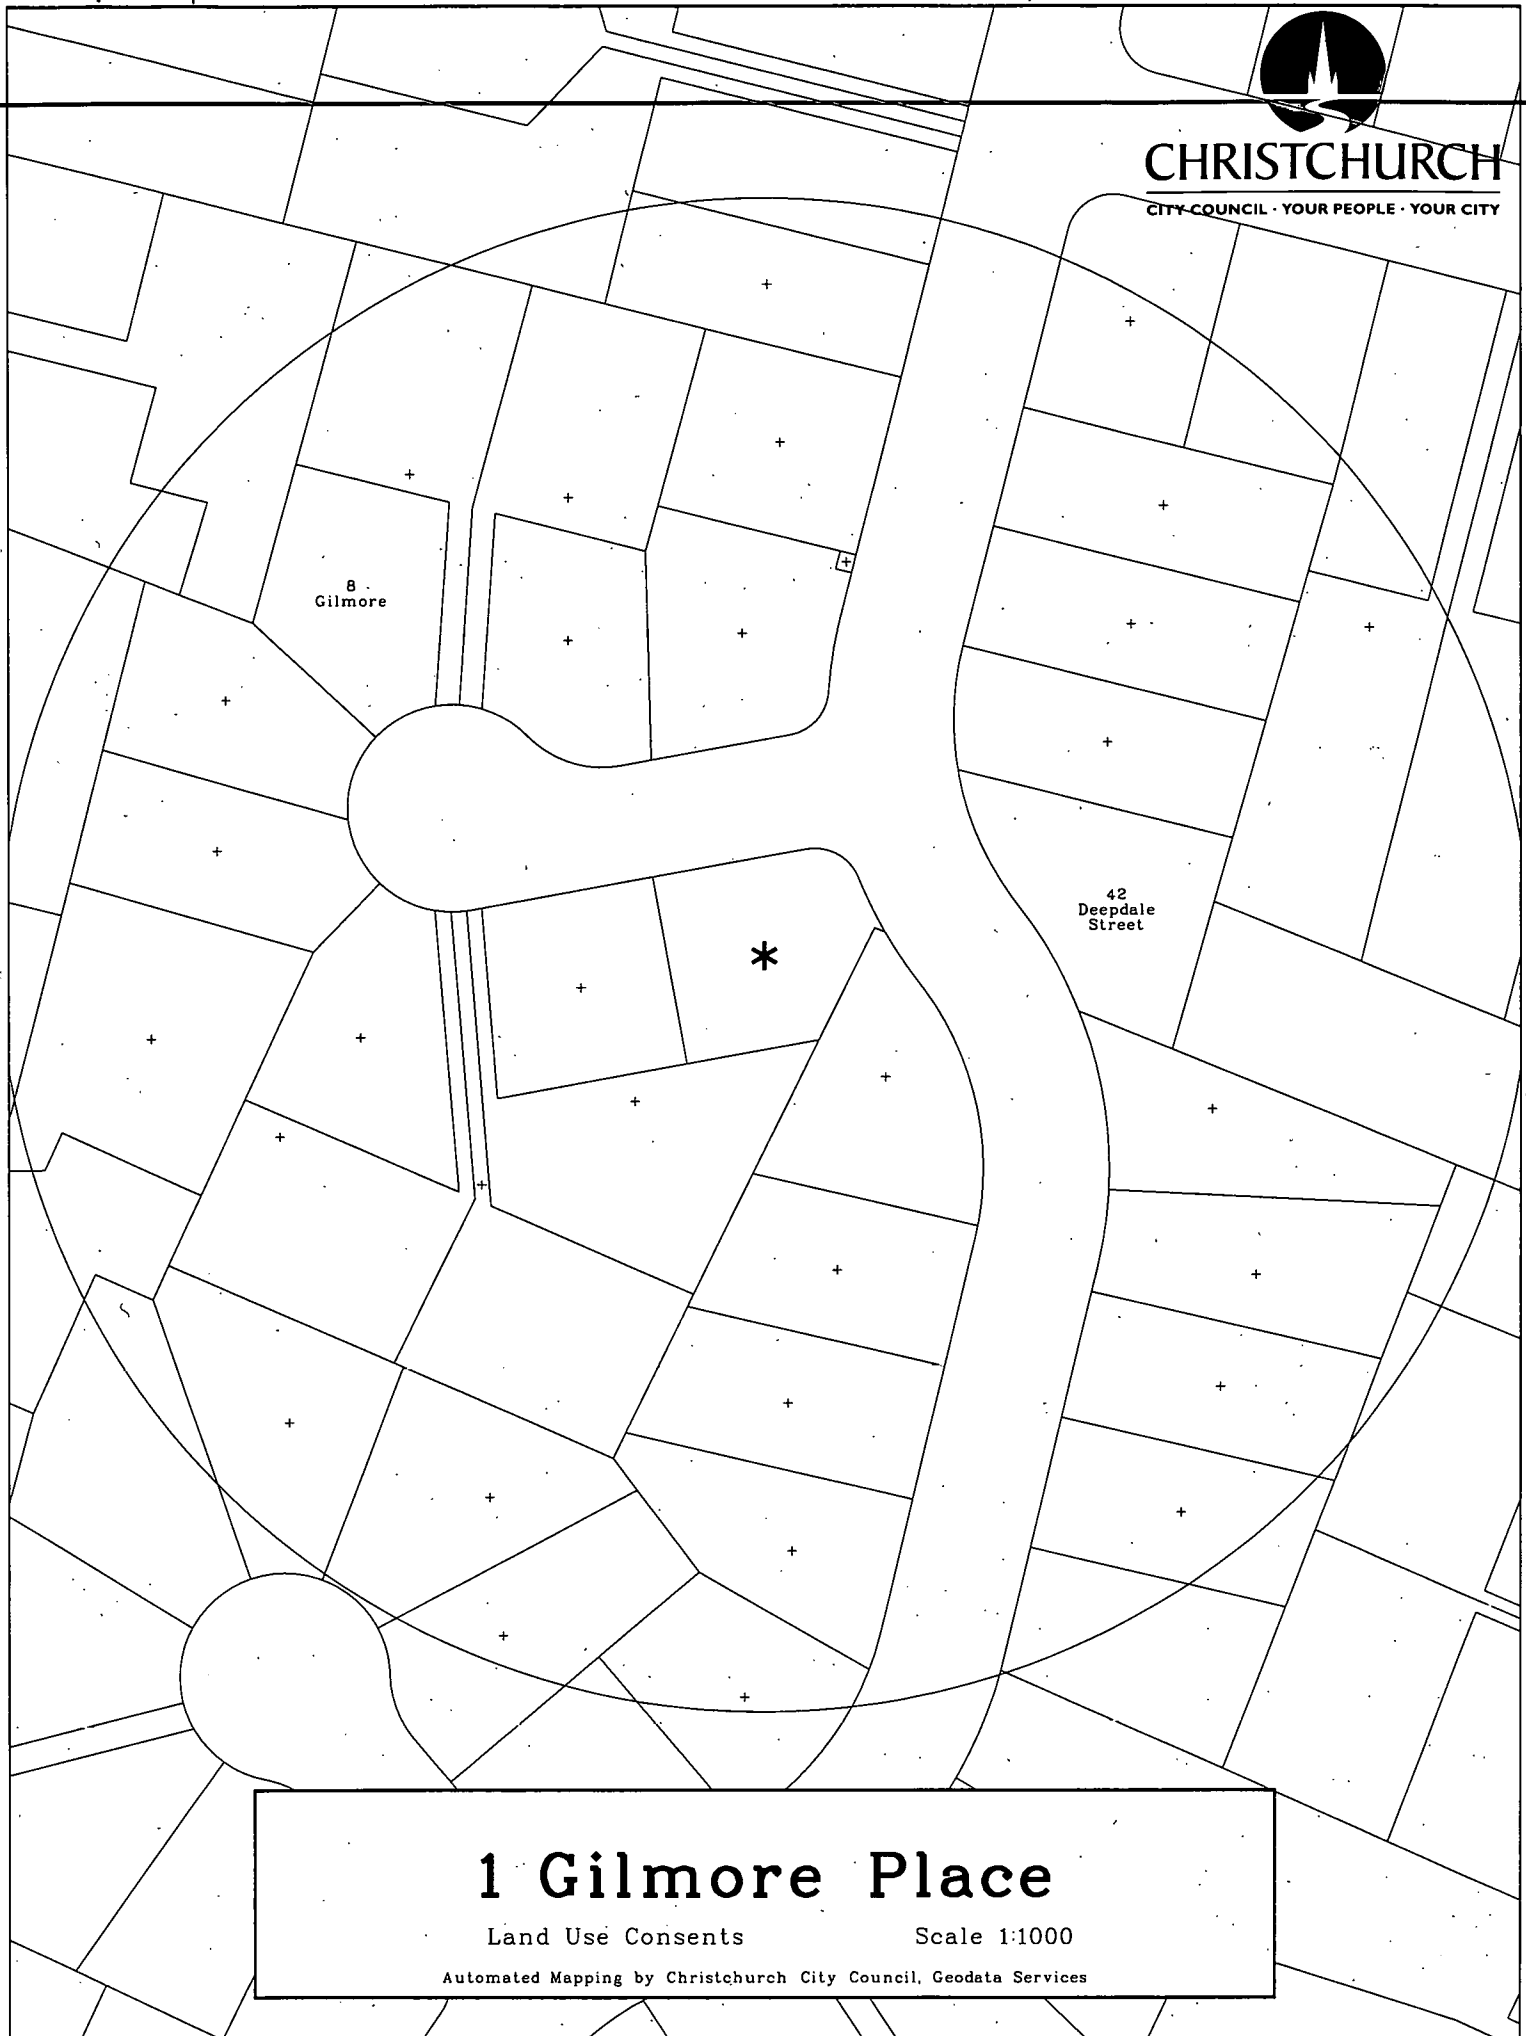 CHRISTCHURCH
CITY COUNCIL · YOUR PEOPLE · YOUR CITY
8
Gilmore
42
Deepdale
Street
*
1 Gilmore Place
Land Use Consents Scale 1:1000
Automated Mapping by Christchurch City Council, Geodata Services